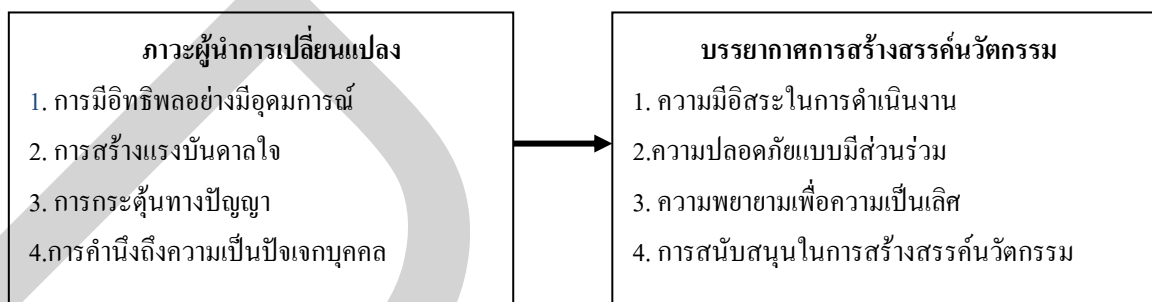 ภาวะผู้นำการเปลี่ยนแปลง
1. การมีอิทธิพลอย่างมีอุดมการณ์
2. การสร้างแรงบันดาลใจ
3. การกระตุ้นทางปัญญา
4.การคำนึงถึงความเป็นปัจเจกบุคคล
บรรยากาศการสร้างสรรค์นวัตกรรม
1. ความมีอิสระในการดำเนินงาน
2.ความปลอดภัยแบบมีส่วนร่วม
3. ความพยายามเพื่อความเป็นเลิศ
4. การสนับสนุนในการสร้างสรรค์นวัตกรรม